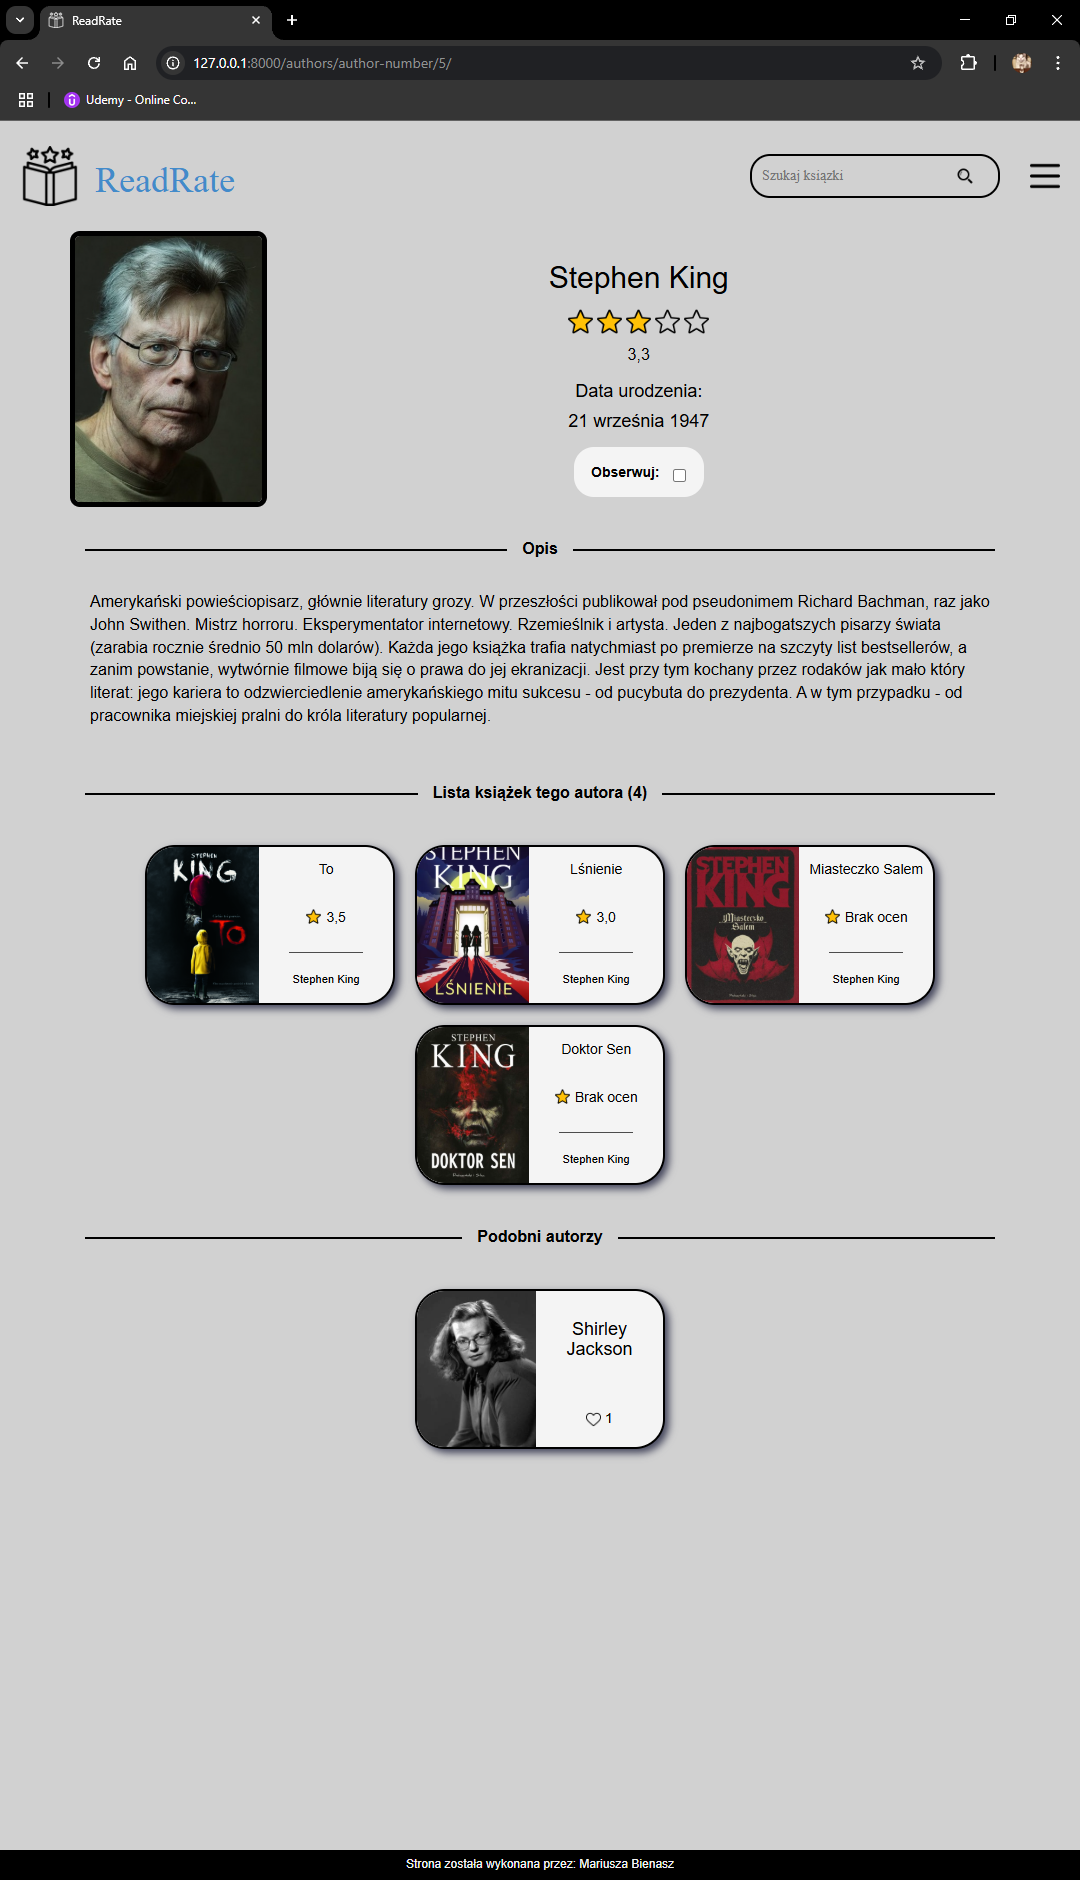 ReadRate
127.0.0.1:8000/authors/author-number/5/
Udemy - Online Co...
ReadRate
Szukaj ksiązki
Stephen King
3,3
Data urodzenia:
21 września 1947
Obserwuj:
Opis
Amerykański powieściopisarz, głównie literatury grozy. W przeszłości publikował pod pseudonimem Richard Bachman, raz jako
John Swithen. Mistrz horroru. Eksperymentator internetowy. Rzemieślnik i artysta. Jeden z najbogatszych pisarzy świata
(zarabia rocznie średnio 50 mln dolarów). Każda jego książka trafia natychmiast po premierze na szczyty list bestsellerów, a
zanim powstanie, wytwórnie filmowe biją się o prawa do jej ekranizacji. Jest przy tym kochany przez rodaków jak mało który
literat: jego kariera to odzwierciedlenie amerykańskiego mitu sukcesu - od pucybuta do prezydenta. A w tym przypadku - od
pracownika miejskiej pralni do króla literatury popularnej.
Lista książek tego autora (4)
STEPHEN
KING
To
To
3,5
Stephen King
STEPHEN
KING
LŚNIENIE
Lśnienie
3,0
Stephen King
STEPHEN
KING
Miasteczko
Salem
Miasteczko Salem
Brak ocen
Stephen King
STEPHEN
KING
DOKTOR SEN
Doktor Sen
Brak ocen
Stephen King
Podobni autorzy
Shirley
Jackson
1
Strona została wykonana przez: Mariusza Bienasz